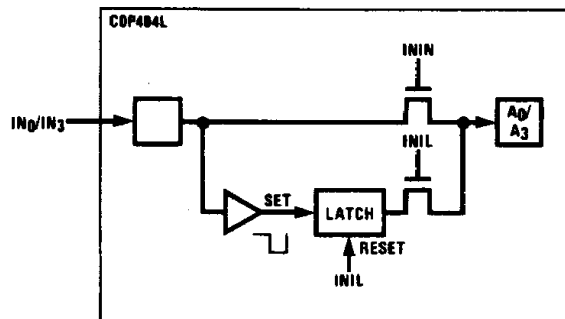 COP404L
ININ
IN0/IN3
A0/
A3
INIL
SET
LATCH
RESET
INIL